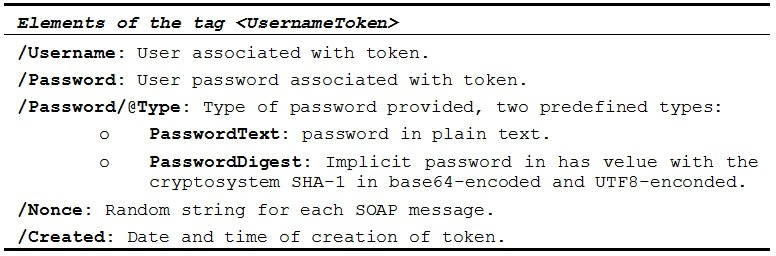 Elements of the tag <UsernameToken>
/Username: User associated with token.
/Password: User password associated with token.
/Password/@Type: Type of password provided, two predefined types:
o PasswordText: password in plain text.
o PasswordDigest: Implicit password in has velue with the
cryptosystem SHA-1 in base64-encoded and UTF8-enconded.
/Nonce: Random string for each SOAP message.
/Created: Date and time of creation of token.